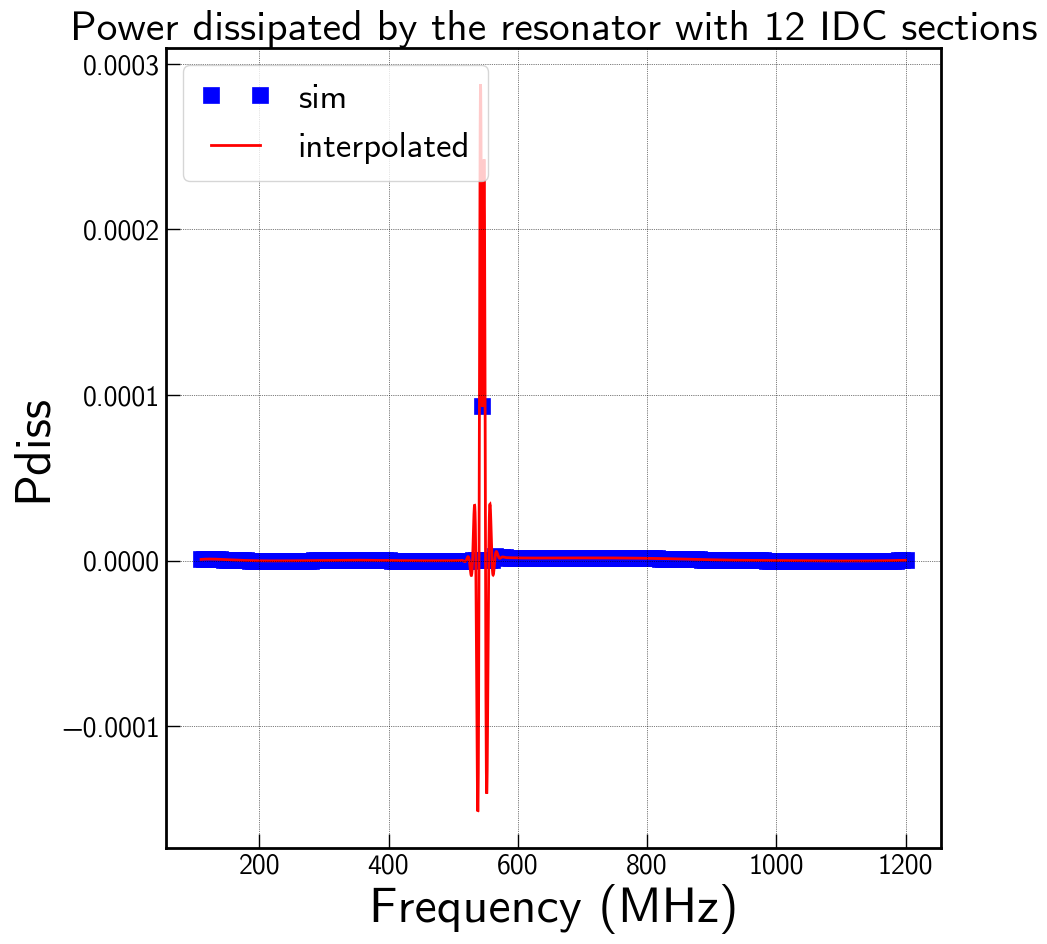 Power dissipated by the resonator with 12 IDC sections
sim
interpolated
0.0003
0.0002
0.0001
0.0000
−0.0001
Pdiss
200 400 600 800 1000 1200
Frequency (MHz)